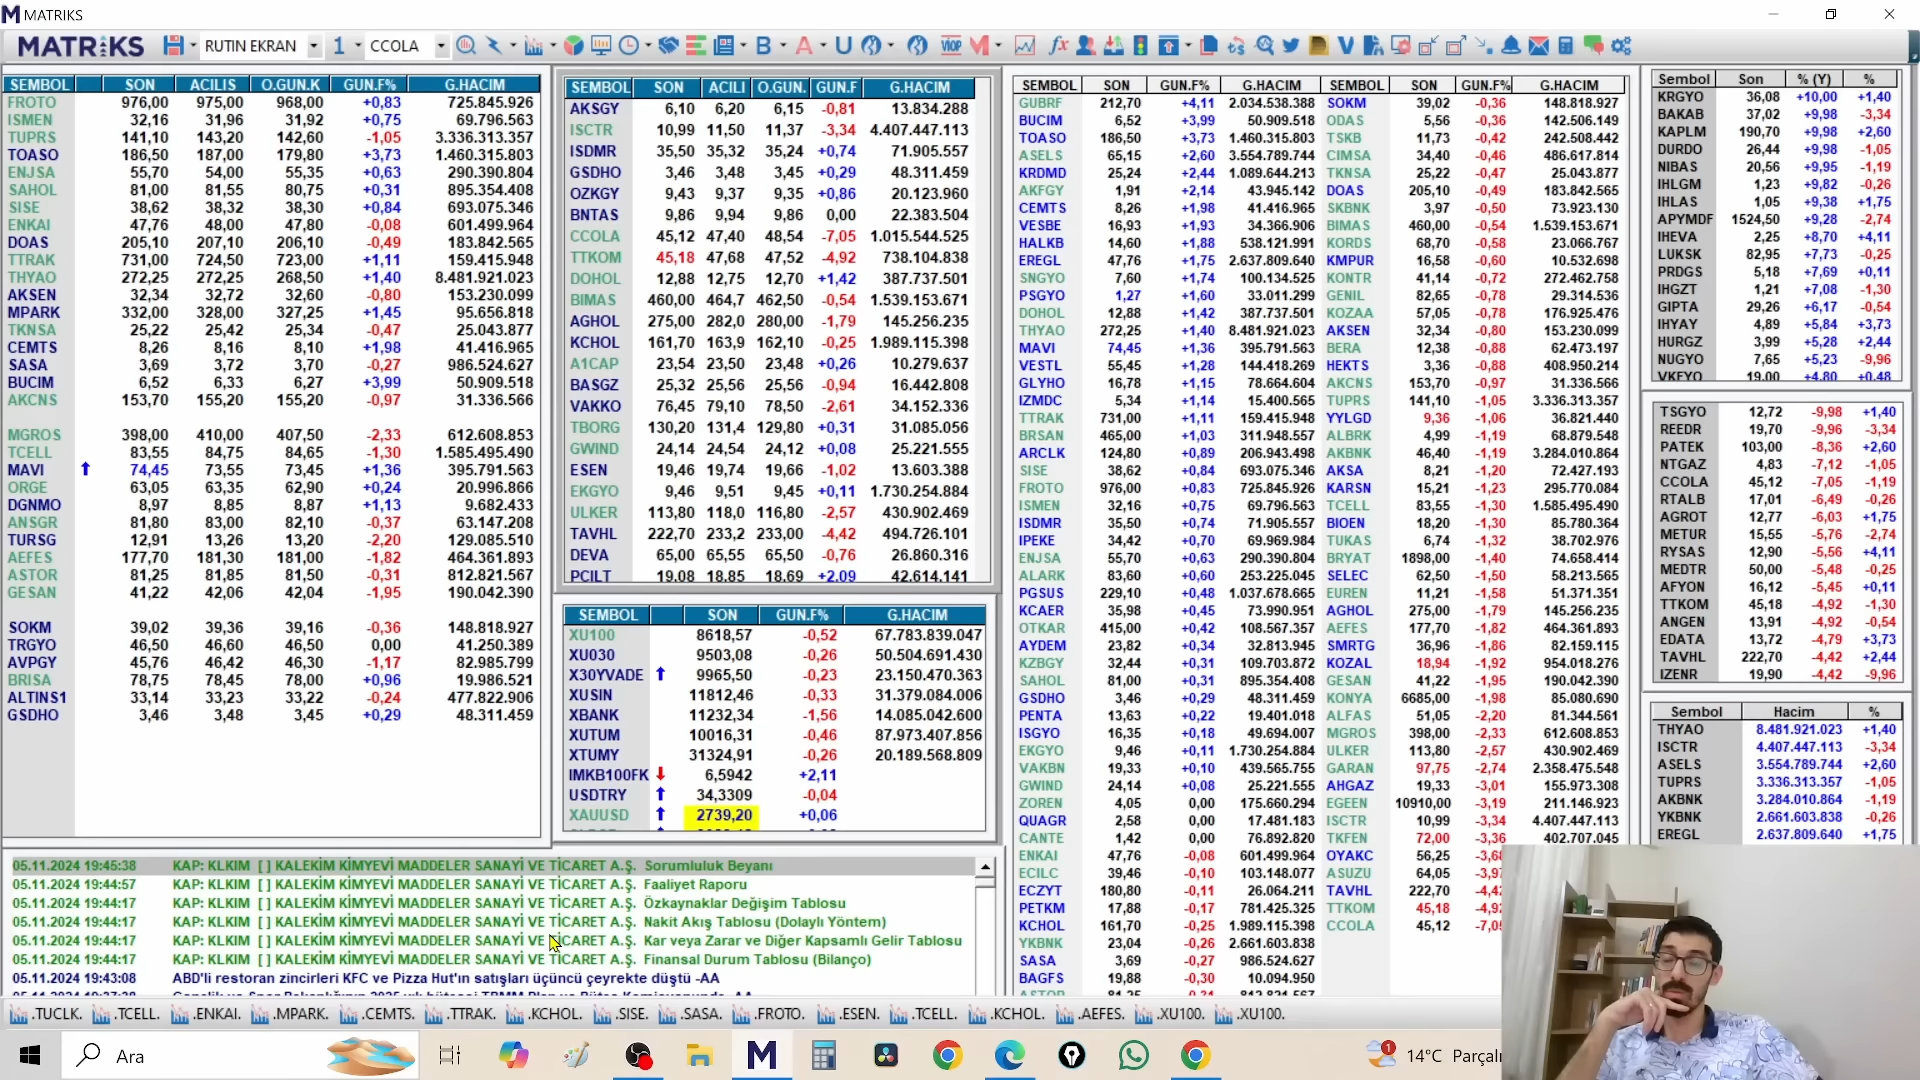 MATRIKS
MATRIKS RUTIN EKRAN 1 CCOLA B A U VIOP M fx V
SEMBOL SON ACILIS O.GUN.K GUN.F% G.HACIM
FROTO 976,00 975,00 968,00 +0,83 725.845.926
ISMEN 32,16 31,96 31,92 +0,75 69.796.563
TUPRS 141,10 143,20 142,60 -1,05 3.336.313.357
TOASO 186,50 187,00 179,80 +3,73 1.460.315.803
ENJSA 55,70 54,00 55,35 +0,63 290.390.804
SAHOL 81,00 81,55 80,75 +0,31 895.354.408
SISE 38,62 38,32 38,30 +0,84 693.075.346
ENKAI 47,76 48,00 47,80 -0,08 601.499.964
DOAS 205,10 207,10 206,10 -0,49 183.842.565
TTRAK 731,00 724,50 723,00 +1,11 159.415.948
THYAO 272,25 272,25 268,50 +1,40 8.481.921.023
AKSEN 32,34 32,72 32,60 -0,80 153.230.099
MPARK 332,00 328,00 327,25 +1,45 95.656.818
TKNSA 25,22 25,42 25,34 -0,47 25.043.877
CEMTS 8,26 8,16 8,10 +1,98 41.416.965
SASA 3,69 3,72 3,70 -0,27 986.524.627
BUCIM 6,52 6,33 6,27 +3,99 50.909.518
AKCNS 153,70 155,20 155,20 -0,97 31.336.566
MGROS 398,00 410,00 407,50 -2,33 612.608.853
TCELL 83,55 84,75 84,65 -1,30 1.585.495.490
MAVI 74,45 73,55 73,45 +1,36 395.791.563
ORGE 63,05 63,35 62,90 +0,24 20.996.866
DGNMO 8,97 8,85 8,87 +1,13 9.682.433
ANSGR 81,80 83,00 82,10 -0,37 63.147.208
TURSG 12,91 13,26 13,20 -2,20 129.085.510
AEFES 177,70 181,30 181,00 -1,82 464.361.893
ASTOR 81,25 81,85 81,50 -0,31 812.821.567
GESAN 41,22 42,06 42,04 -1,95 190.042.390
SOKM 39,02 39,36 39,16 -0,36 148.818.927
TRGYO 46,50 46,60 46,50 0,00 41.250.389
AVPGY 45,76 46,42 46,30 -1,17 82.985.799
BRISA 78,75 78,45 78,00 +0,96 19.986.521
ALTINS1 33,14 33,23 33,22 -0,24 477.822.906
GSDHO 3,46 3,48 3,45 +0,29 48.311.459
SEMBOL SON ACILI O.GUN. GUN.F G.HACIM
AKSGY 6,10 6,20 6,15 -0,81 13.834.288
ISCTR 10,99 11,50 11,37 -3,34 4.407.447.113
ISDMR 35,50 35,32 35,24 +0,74 71.905.557
GSDHO 3,46 3,48 3,45 +0,29 48.311.459
OZKGY 9,43 9,37 9,35 +0,86 20.123.960
BNTAS 9,86 9,94 9,86 0,00 22.383.504
CCOLA 45,12 47,40 48,54 -7,05 1.015.544.525
TTKOM 45,18 47,68 47,52 -4,92 738.104.838
DOHOL 12,88 12,75 12,70 +1,42 387.737.501
BIMAS 460,00 464,7 462,50 -0,54 1.539.153.671
AGHOL 275,00 282,0 280,00 -1,79 145.256.235
KCHOL 161,70 163,9 162,10 -0,25 1.989.115.398
A1CAP 23,54 23,50 23,48 +0,26 10.279.637
BASGZ 25,32 25,56 25,56 -0,94 16.442.808
VAKKO 76,45 79,10 78,50 -2,61 34.152.336
TBORG 130,20 131,4 129,80 +0,31 31.085.056
GWIND 24,14 24,54 24,12 +0,08 25.221.555
ESEN 19,46 19,74 19,66 -1,02 13.603.388
EKGYO 9,46 9,51 9,45 +0,11 1.730.254.884
ULKER 113,80 118,0 116,80 -2,57 430.902.469
TAVHL 222,70 233,2 233,00 -4,42 494.726.101
DEVA 65,00 65,55 65,50 -0,76 26.860.316
PCILT 19,08 18,85 18,69 +2,09 42.614.141
SEMBOL SON GUN.F% G.HACIM
XU100 8618,57 -0,52 67.783.839.047
XU030 9503,08 -0,26 50.504.691.430
X30YVADE 9965,50 -0,23 23.150.470.363
XUSIN 11812,46 -0,33 31.379.084.006
XBANK 11232,34 -1,56 14.085.042.600
XUTUM 10016,31 -0,46 87.973.407.856
XTUMY 31324,91 -0,26 20.189.568.809
IMKB100FK 6,5942 +2,11
USDTRY 34,3309 -0,04
XAUUSD 2739,20 +0,06
SEMBOL SON GUN.F% G.HACIM SEMBOL SON GUN.F% G.HACIM
GUBRF 212,70 +4,11 2.034.538.388 SOKM 39,02 -0,36 148.818.927
BUCIM 6,52 +3,99 50.909.518 ODAS 5,56 -0,36 142.506.149
TOASO 186,50 +3,73 1.460.315.803 TSKB 11,73 -0,42 242.508.442
ASELS 65,15 +2,60 3.554.789.744 CIMSA 34,40 -0,46 486.617.814
KRDMD 25,24 +2,44 1.089.644.213 TKNSA 25,22 -0,47 25.043.877
AKFGY 1,91 +2,14 43.945.142 DOAS 205,10 -0,49 183.842.565
CEMTS 8,26 +1,98 41.416.965 SKBNK 3,97 -0,50 73.923.130
VESBE 16,93 +1,93 34.366.906 BIMAS 460,00 -0,54 1.539.153.671
HALKB 14,60 +1,88 538.121.991 KORDS 68,70 -0,58 23.066.767
EREGL 47,76 +1,75 2.637.809.640 KMPUR 16,58 -0,60 10.532.698
SNGYO 7,60 +1,74 100.134.525 KONTR 41,14 -0,72 272.462.758
PSGYO 1,27 +1,60 33.011.299 GENIL 82,65 -0,78 29.314.536
DOHOL 12,88 +1,42 387.737.501 KOZAA 57,05 -0,78 176.925.476
THYAO 272,25 +1,40 8.481.921.023 AKSEN 32,34 -0,80 153.230.099
MAVI 74,45 +1,36 395.791.563 BERA 12,38 -0,88 62.473.197
VESTL 55,45 +1,28 144.418.269 HEKTS 3,36 -0,88 408.950.214
GLYHO 16,78 +1,15 78.664.604 AKCNS 153,70 -0,97 31.336.566
IZMDC 5,34 +1,14 15.400.565 TUPRS 141,10 -1,05 3.336.313.357
TTRAK 731,00 +1,11 159.415.948 YYLGD 9,36 -1,06 36.821.440
BRSAN 465,00 +1,03 311.948.557 ALBRK 4,99 -1,19 68.879.548
ARCLK 124,80 +0,89 206.943.498 AKBNK 46,40 -1,19 3.284.010.864
SISE 38,62 +0,84 693.075.346 AKSA 8,21 -1,20 72.427.193
FROTO 976,00 +0,83 725.845.926 KARSN 15,21 -1,23 295.770.084
ISMEN 32,16 +0,75 69.796.563 TCELL 83,55 -1,30 1.585.495.490
ISDMR 35,50 +0,74 71.905.557 BIOEN 18,20 -1,30 85.780.364
IPEKE 34,42 +0,70 69.969.984 TUKAS 6,74 -1,32 38.702.976
ENJSA 55,70 +0,63 290.390.804 BRYAT 1898,00 -1,40 74.658.414
ALARK 83,60 +0,60 253.225.045 SELEC 62,50 -1,50 58.213.565
PGSUS 229,10 +0,48 1.037.678.665 EUREN 11,21 -1,58 51.371.351
KCAER 35,98 +0,45 73.990.951 AGHOL 275,00 -1,79 145.256.235
OTKAR 415,00 +0,42 108.567.357 AEFES 177,70 -1,82 464.361.893
AYDEM 23,82 +0,34 32.813.945 SMRTG 36,96 -1,86 82.159.115
KZBGY 32,44 +0,31 109.703.872 KOZAL 18,94 -1,92 954.018.276
SAHOL 81,00 +0,31 895.354.408 GESAN 41,22 -1,95 190.042.390
GSDHO 3,46 +0,29 48.311.459 KONYA 6685,00 -1,98 85.080.690
PENTA 13,63 +0,22 19.401.018 ALFAS 51,05 -2,20 81.344.561
ISGYO 16,35 +0,18 49.694.007 MGROS 398,00 -2,33 612.608.853
EKGYO 9,46 +0,11 1.730.254.884 ULKER 113,80 -2,57 430.902.469
VAKBN 19,33 +0,10 439.565.755 GARAN 97,75 -2,74 2.358.475.548
GWIND 24,14 +0,08 25.221.555 AHGAZ 19,33 -3,01 155.973.308
ZOREN 4,05 0,00 175.660.294 EGEEN 10910,00 -3,19 211.146.923
QUAGR 2,58 0,00 17.481.183 ISCTR 10,99 -3,34 4.407.447.113
CANTE 1,42 0,00 76.892.820 TKFEN 72,00 -3,36 402.707.045
ENKAI 47,76 -0,08 601.499.964 OYAKC 56,25
ECILC 39,46 -0,10 103.148.077 ASUZU 64,05
ECZYT 180,80 -0,11 26.064.211 TAVHL 222,70
PETKM 17,88 -0,17 781.425.325 TTKOM 45,18
KCHOL 161,70 -0,25 1.989.115.398 CCOLA 45,12
YKBNK 23,04 -0,26 2.661.603.838
SASA 3,69 -0,27 986.524.627
BAGFS 19,88 -0,30 10.094.950
Sembol Son % (Y) %
KRGYO 36,08 +10,00 +1,40
BAKAB 37,02 +9,98 -3,34
KAPLM 190,70 +9,98 +2,60
DURDO 26,44 +9,98 -1,05
NIBAS 20,56 +9,95 -1,19
IHLGM 1,23 +9,82 -0,26
IHLAS 1,05 +9,38 +1,75
APYMDF 1524,50 +9,28 -2,74
IHEVA 2,25 +8,70 +4,11
LUKSK 82,95 +7,73 -0,25
PRDGS 5,18 +7,69 +0,11
IHGZT 1,21 +7,08 -1,30
GIPTA 29,26 +6,17 -0,54
IHYAY 4,89 +5,84 +3,73
HURGZ 3,99 +5,28 +2,44
NUGYO 7,65 +5,23 -9,96
VKFYO 19,00 +4,80 +0,48
TSGYO 12,72 -9,98 +1,40
REEDR 19,70 -9,96 -3,34
PATEK 103,00 -8,36 +2,60
NTGAZ 4,83 -7,12 -1,05
CCOLA 45,12 -7,05 -1,19
RTALB 17,01 -6,49 -0,26
AGROT 12,77 -6,03 +1,75
METUR 15,55 -5,76 -2,74
RYSAS 12,90 -5,56 +4,11
MEDTR 50,00 -5,48 -0,25
AFYON 16,12 -5,45 +0,11
TTKOM 45,18 -4,92 -1,30
ANGEN 13,91 -4,92 -0,54
EDATA 13,72 -4,79 +3,73
TAVHL 222,70 -4,42 +2,44
IZENR 19,90 -4,42 -9,96
Sembol Hacim %
THYAO 8.481.921.023 +1,40
ISCTR 4.407.447.113 -3,34
ASELS 3.554.789.744 +2,60
TUPRS 3.336.313.357 -1,05
AKBNK 3.284.010.864 -1,19
YKBNK 2.661.603.838 -0,26
EREGL 2.637.809.640 +1,75
05.11.2024 19:45:38 KAP: KLKIM [ ] KALEKİM KİMYEVİ MADDELER SANAYİ VE TİCARET A.Ş. Sorumluluk Beyanı
05.11.2024 19:44:57 KAP: KLKIM [ ] KALEKİM KİMYEVİ MADDELER SANAYİ VE TİCARET A.Ş. Faaliyet Raporu
05.11.2024 19:44:17 KAP: KLKIM [ ] KALEKİM KİMYEVİ MADDELER SANAYİ VE TİCARET A.Ş. Özkaynaklar Değişim Tablosu
05.11.2024 19:44:17 KAP: KLKIM [ ] KALEKİM KİMYEVİ MADDELER SANAYİ VE TİCARET A.Ş. Nakit Akış Tablosu (Dolaylı Yöntem)
05.11.2024 19:44:17 KAP: KLKIM [ ] KALEKİM KİMYEVİ MADDELER SANAYİ VE TİCARET A.Ş. Kar veya Zarar ve Diğer Kapsamlı Gelir Tablosu
05.11.2024 19:44:17 KAP: KLKIM [ ] KALEKİM KİMYEVİ MADDELER SANAYİ VE TİCARET A.Ş. Finansal Durum Tablosu (Bilanço)
05.11.2024 19:43:08 ABD'li restoran zincirleri KFC ve Pizza Hut'ın satışları üçüncü çeyrekte düştü -AA
.TUCLK. .TCELL. .ENKAI. .MPARK. .CEMTS. .TTRAK. .KCHOL. .SISE. .SASA. .FROTO. .ESEN. .TCELL. .KCHOL. .AEFES. .XU100. .XU100.
Ara M 1 14°C Parçalı